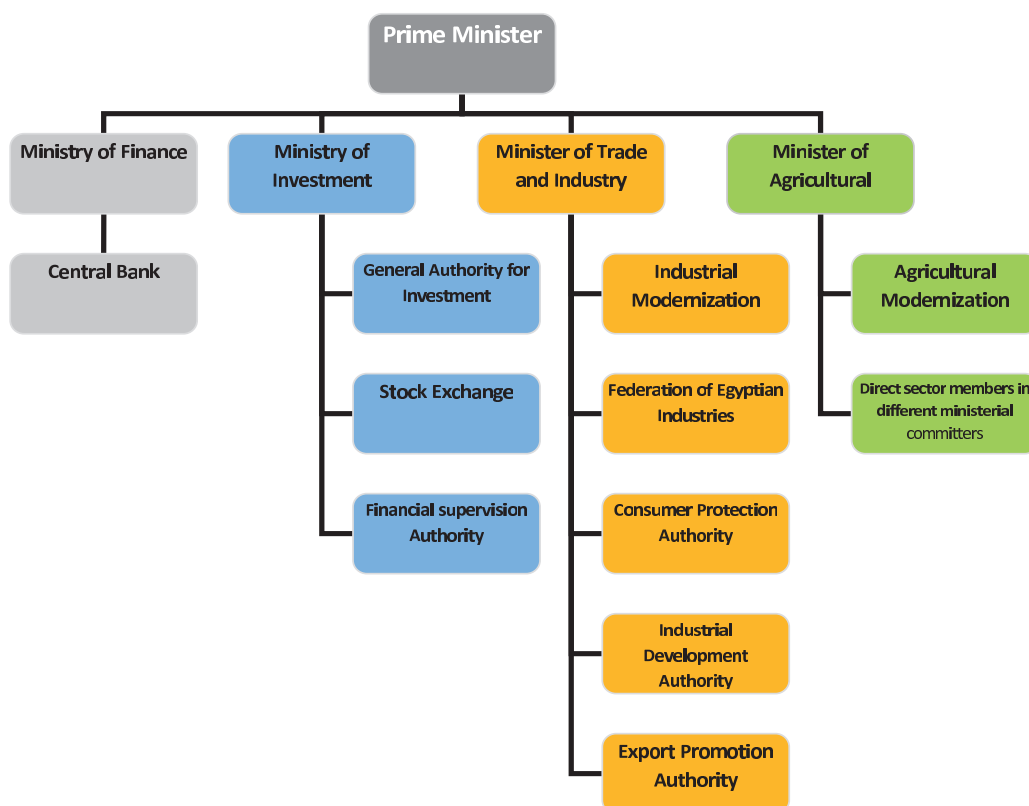 Prime Minister
Ministry of Finance
Ministry of
Investment
Minister of Trade
and Industry
Minister of
Agricultural
Central Bank
General Authority for
Investment
Industrial
Modernization
Agricultural
Modernization
Stock Exchange
Federation of Egyptian
Industries
Direct sector members in
different ministerial
committers
Financial supervision
Authority
Consumer Protection
Authority
Industrial
Development
Authority
Export Promotion
Authority